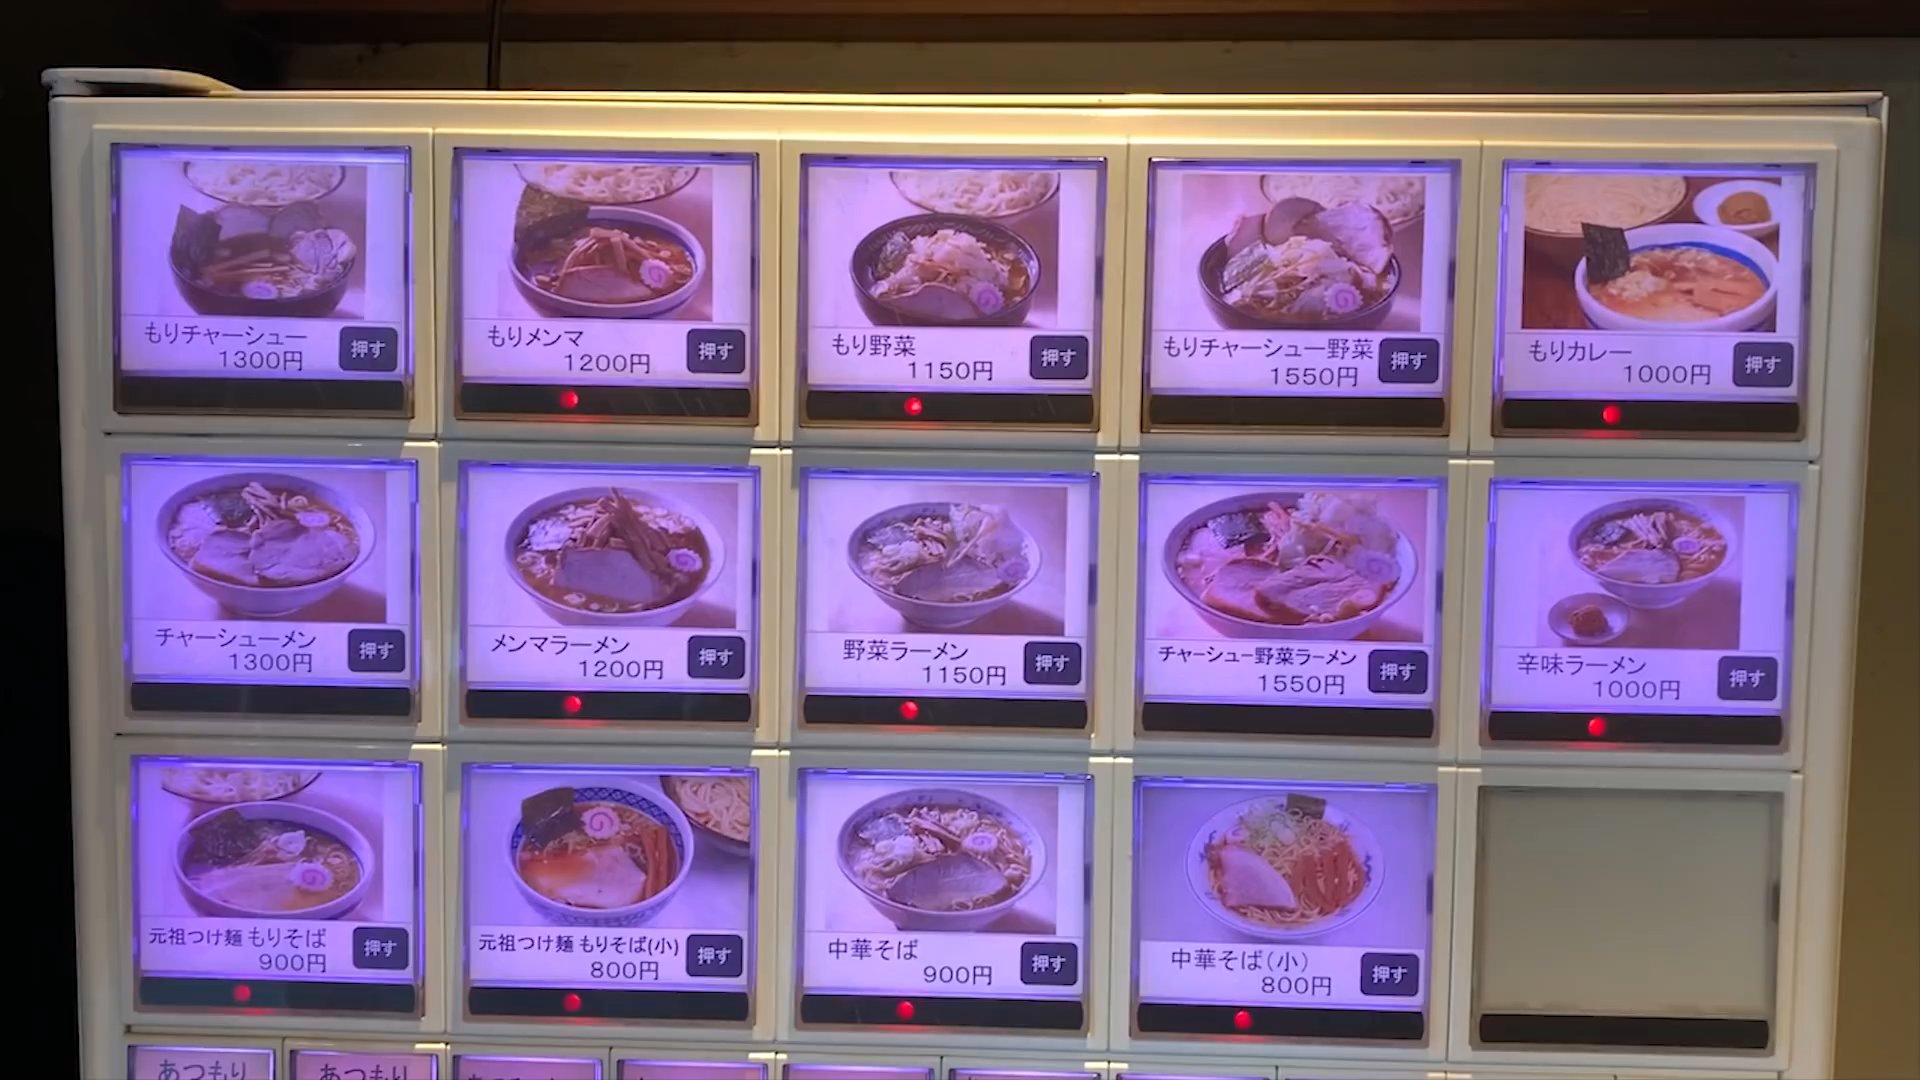 もりチャーシュー
1300円
押す
もりメンマ
1200円
押す
もり野菜
1150円
押す
もりチャーシュー野菜
1550円
押す
もりカレー
1000円
押す
チャーシューメン
1300円
押す
メンマラーメン
1200円
押す
野菜ラーメン
1150円
押す
チャーシュー野菜ラーメン
1550円
押す
辛味ラーメン
1000円
押す
元祖つけ麺 もりそば
900円
押す
元祖つけ麺 もりそば(小)
800円
押す
中華そば
900円
押す
中華そば(小)
800円
押す
あつもり
あつもり